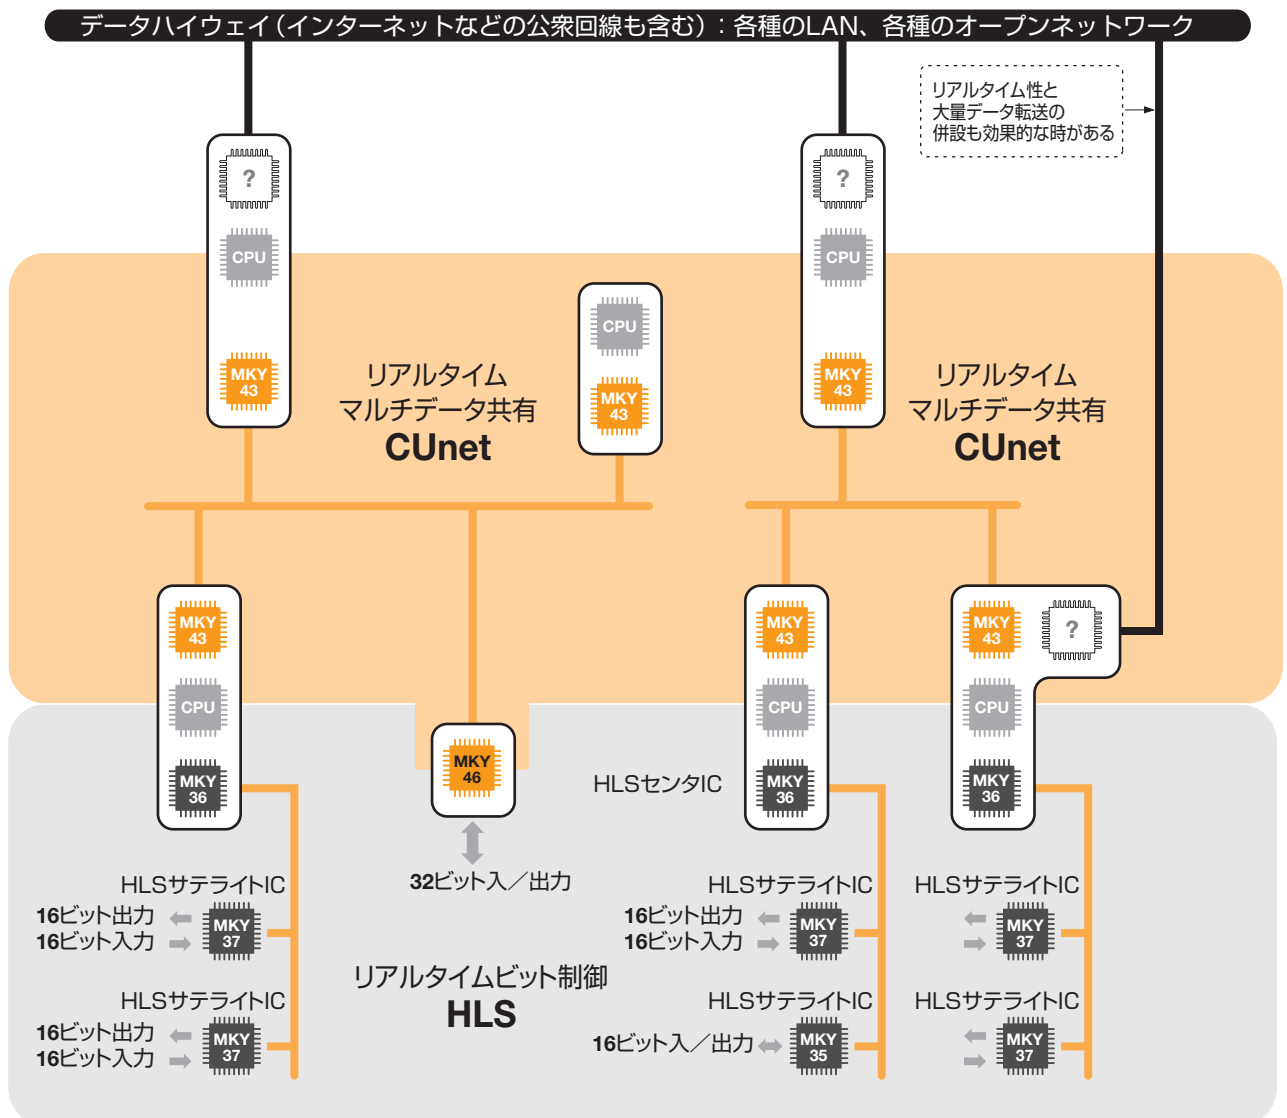 データハイウェイ（インターネットなどの公衆回線も含む）：各種のLAN、各種のオープンネットワーク
リアルタイム性と
大量データ転送の
併設も効果的な時がある
?
CPU
MKY
43
リアルタイム
マルチデータ共有
CUnet
CPU
MKY
43
?
CPU
MKY
43
リアルタイム
マルチデータ共有
CUnet
MKY
43
CPU
MKY
36
MKY
46
32ビット入／出力
HLSセンタIC
MKY
43
CPU
MKY
36
MKY
43
?
CPU
MKY
36
HLSサテライトIC
16ビット出力
16ビット入力
MKY
37
HLSサテライトIC
16ビット出力
16ビット入力
MKY
37
リアルタイムビット制御
HLS
HLSサテライトIC
16ビット出力
16ビット入力
MKY
37
HLSサテライトIC
16ビット入／出力
MKY
35
HLSサテライトIC
MKY
37
HLSサテライトIC
MKY
37